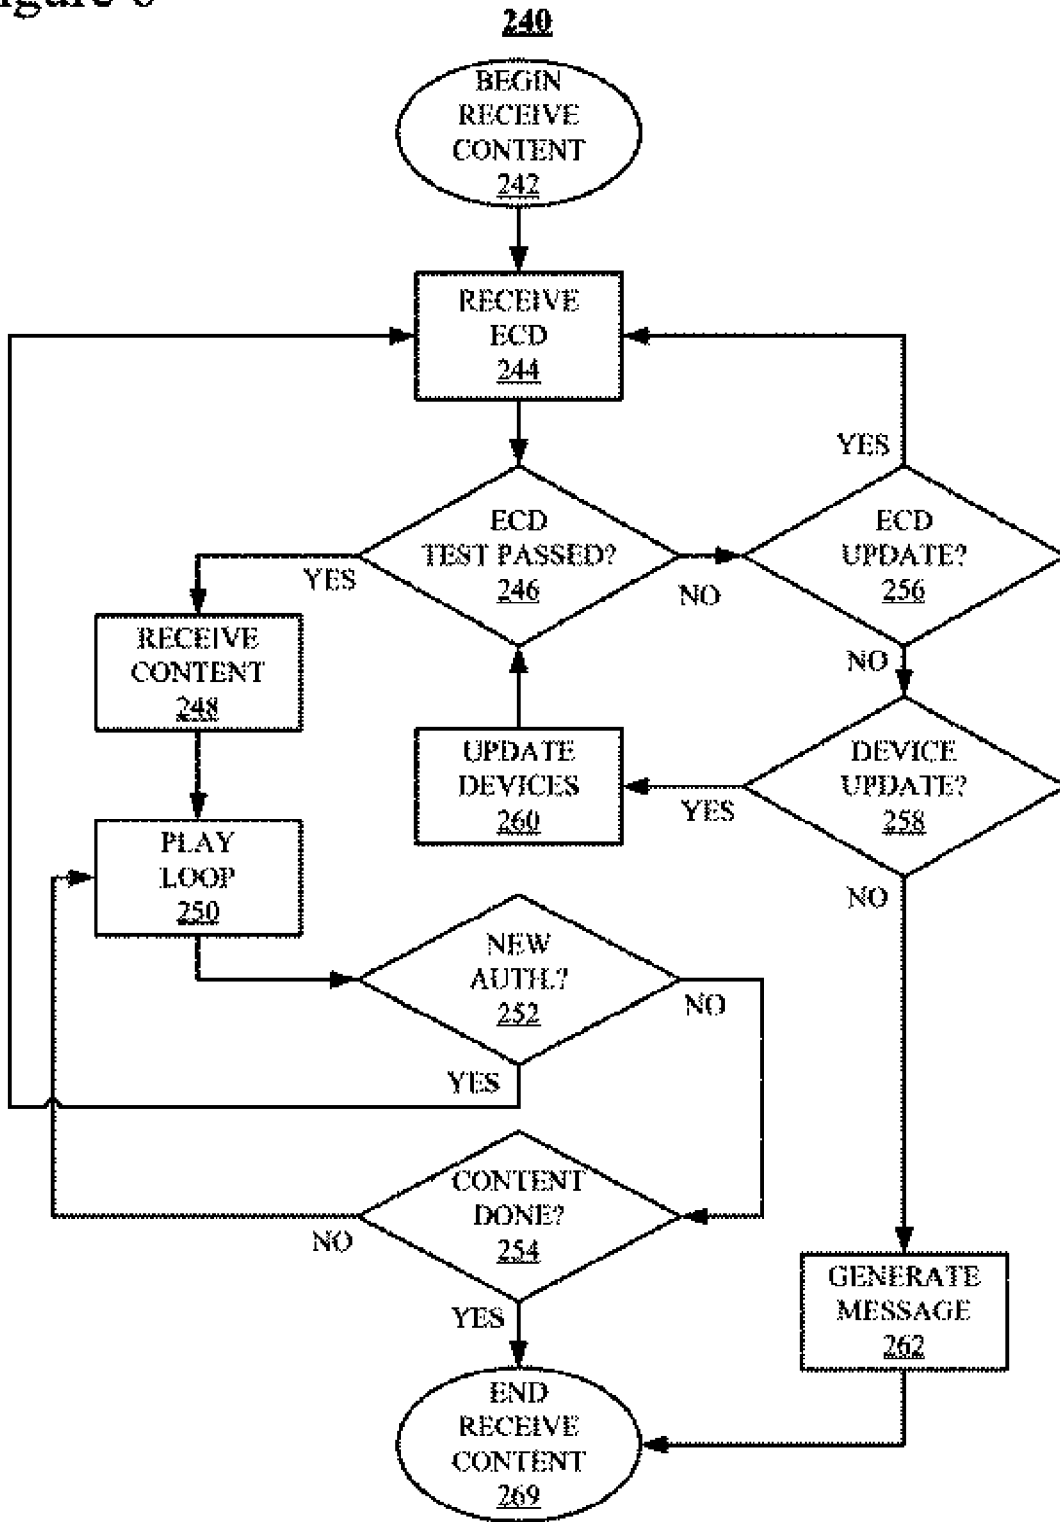 240
BEGIN
RECEIVE
CONTENT
242
RECEIVE
ECD
244
YES
ECD
TEST PASSED?
246
YES
NO
ECD
UPDATE?
256
NO
RECEIVE
CONTENT
248
UPDATE
DEVICES
260
YES
DEVICE
UPDATE?
258
NO
PLAY
LOOP
250
NEW
AUTH.?
252
NO
YES
CONTENT
DONE?
254
NO
YES
GENERATE
MESSAGE
262
END
RECEIVE
CONTENT
269